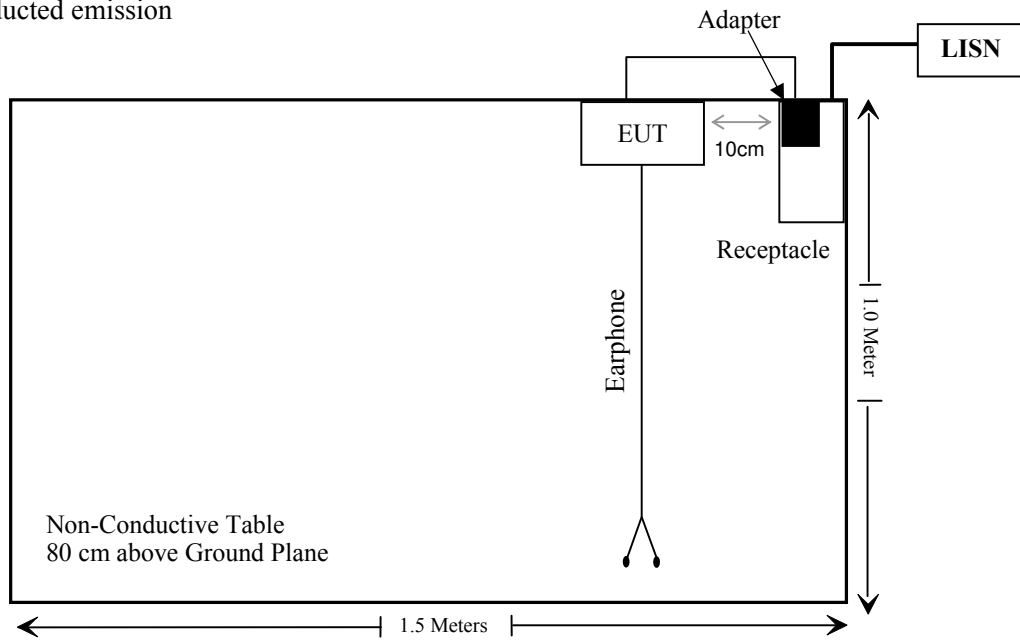 ducted emission
Adapter
LISN
EUT
10cm
Receptacle
Earphone
1.0 Meter
Non-Conductive Table
80 cm above Ground Plane
1.5 Meters